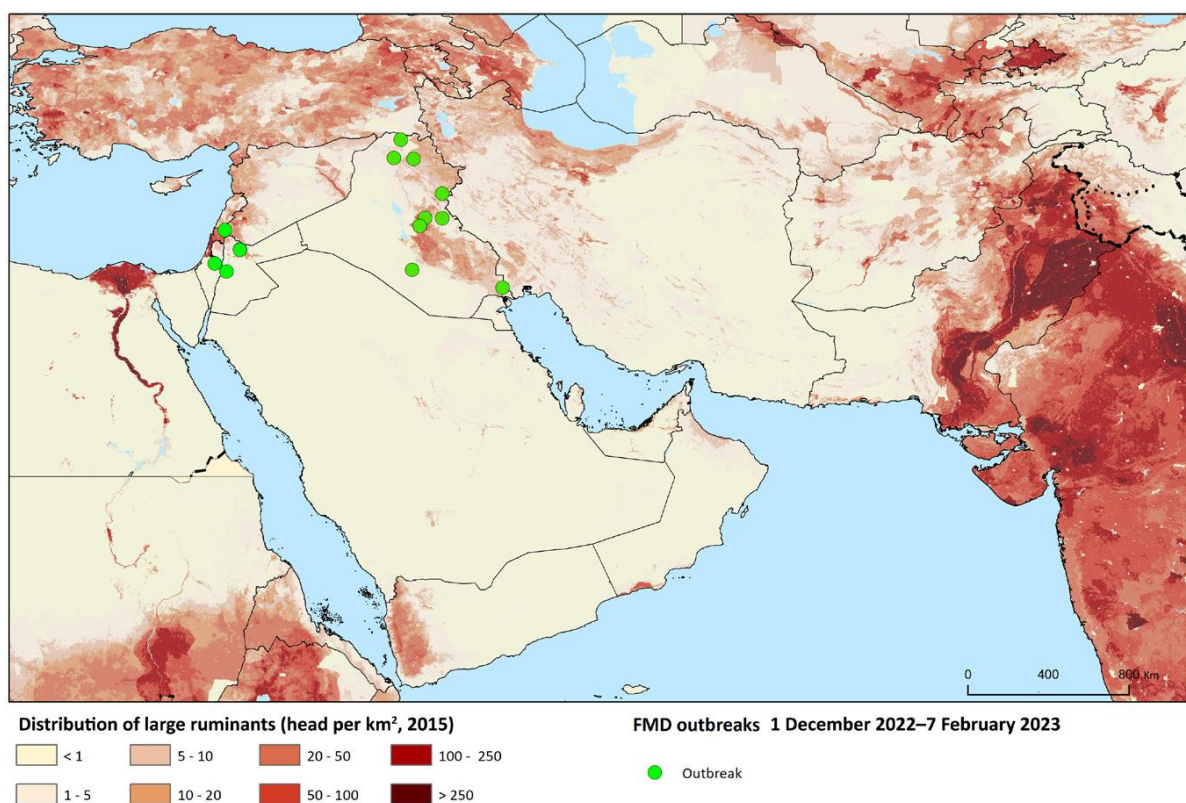 0 400 800 Km
Distribution of large ruminants (head per km², 2015)
< 1 5 - 10 20 - 50 100 - 250
1 - 5 10 - 20 50 - 100 > 250
FMD outbreaks 1 December 2022–7 February 2023
Outbreak